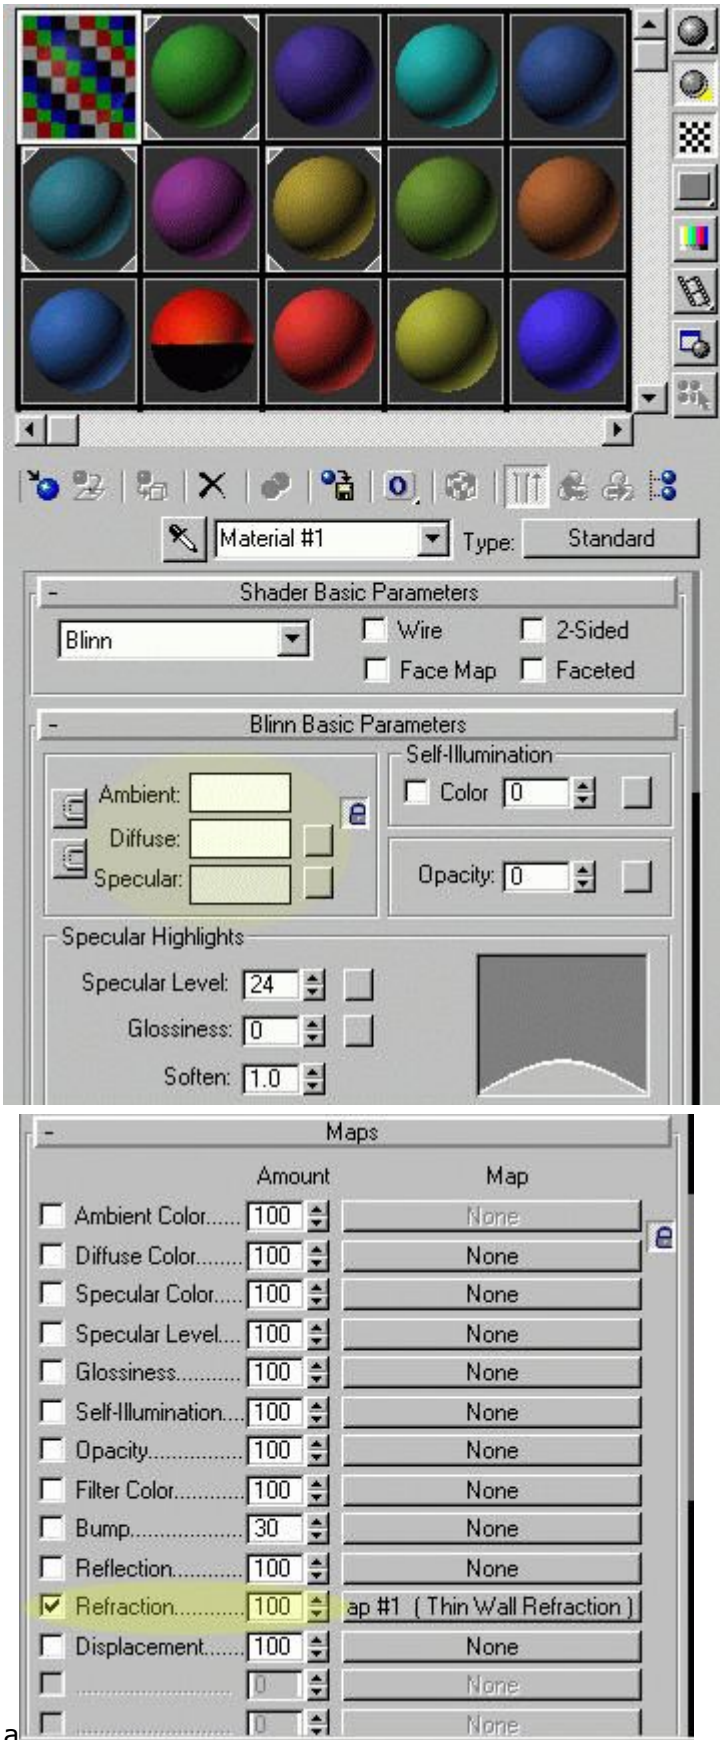 Material #1 Type: Standard
- Shader Basic Parameters
Blinn Wire 2-Sided
Face Map Faceted
- Blinn Basic Parameters
Self-Illumination
Ambient: Color 0
Diffuse:
Specular: Opacity: 0
Specular Highlights
Specular Level: 24
Glossiness: 0
Soften: 1.0
- Maps
Amount Map
Ambient Color...... 100 None
Diffuse Color........ 100 None
Specular Color..... 100 None
Specular Level.... 100 None
Glossiness........... 100 None
Self-Illumination.... 100 None
Opacity................ 100 None
Filter Color............ 100 None
Bump................... 30 None
Reflection............ 100 None
Refraction............ 100 ap #1 ( Thin Wall Refraction )
Displacement....... 100 None
......................... 0 None
a ......................... 0 None